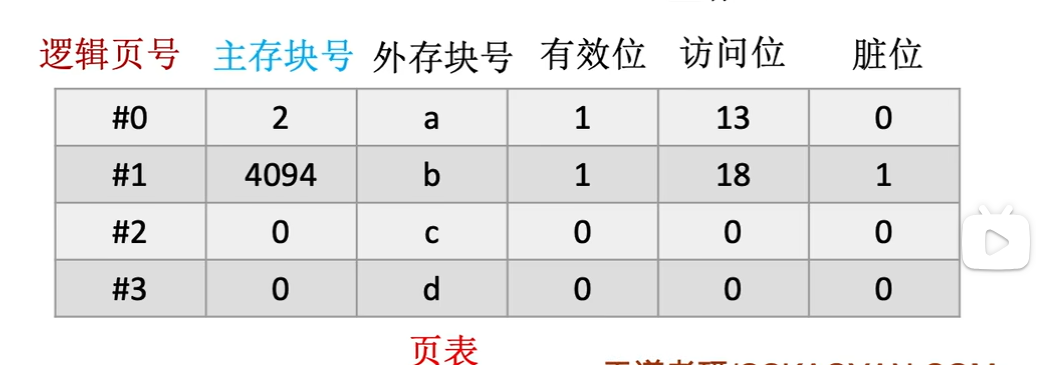 逻辑页号 主存块号 外存块号 有效位 访问位 脏位
#0 2 a 1 13 0
#1 4094 b 1 18 1
#2 0 c 0 0 0
#3 0 d 0 0 0
页表